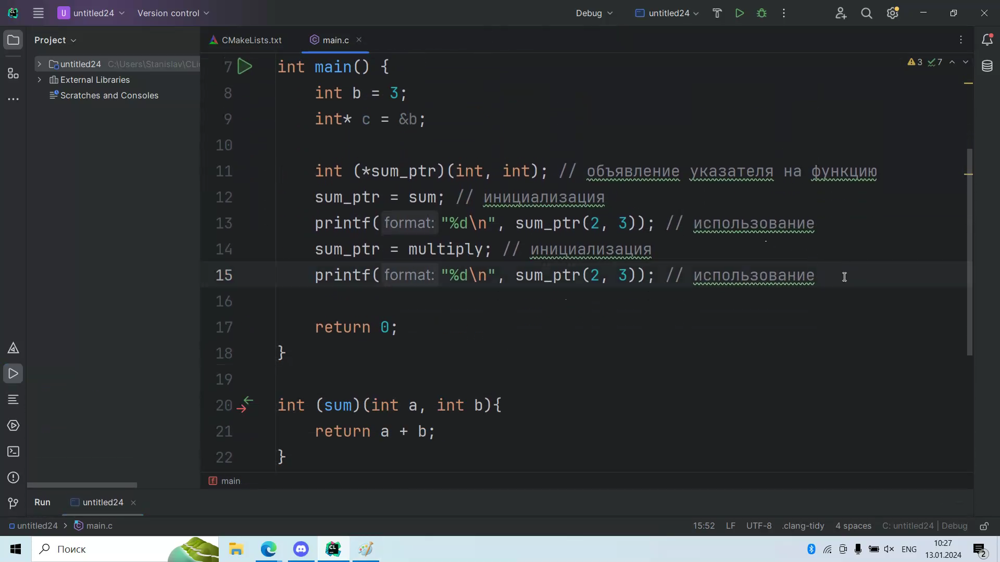 CL
U untitled24 Version control Debug untitled24
Project CMakeLists.txt main.c
untitled24 C:\Users\Stanislav\CLi
External Libraries
Scratches and Consoles
3 7
7 int main() {
8 int b = 3;
9 int* c = &b;
10
11 int (*sum_ptr)(int, int); // объявление указателя на функцию
12 sum_ptr = sum; // инициализация
13 printf( format: "%d\n", sum_ptr(2, 3)); // использование
14 sum_ptr = multiply; // инициализация
15 printf( format: "%d\n", sum_ptr(2, 3)); // использование
16
17 return 0;
18 }
19
20 int (sum)(int a, int b){
21 return a + b;
22 }
f main
Run untitled24
untitled24 > main.c 15:52 LF UTF-8 .clang-tidy 4 spaces C: untitled24 | Debug
Поиск CL ENG 10:27
13.01.2024 2